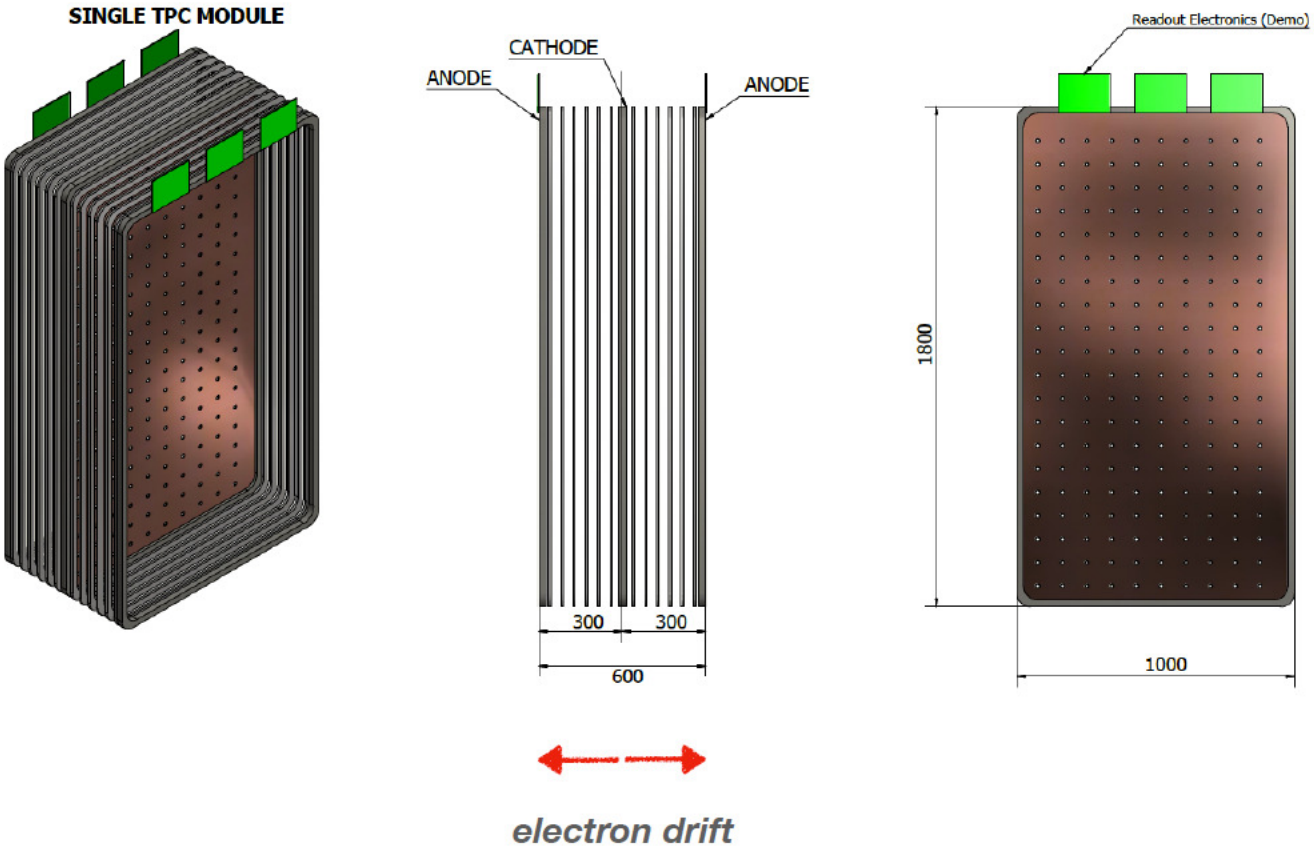 SINGLE TPC MODULE
CATHODE
ANODE
ANODE
300
300
600
electron drift
Readout Electronics (Demo)
1800
1000